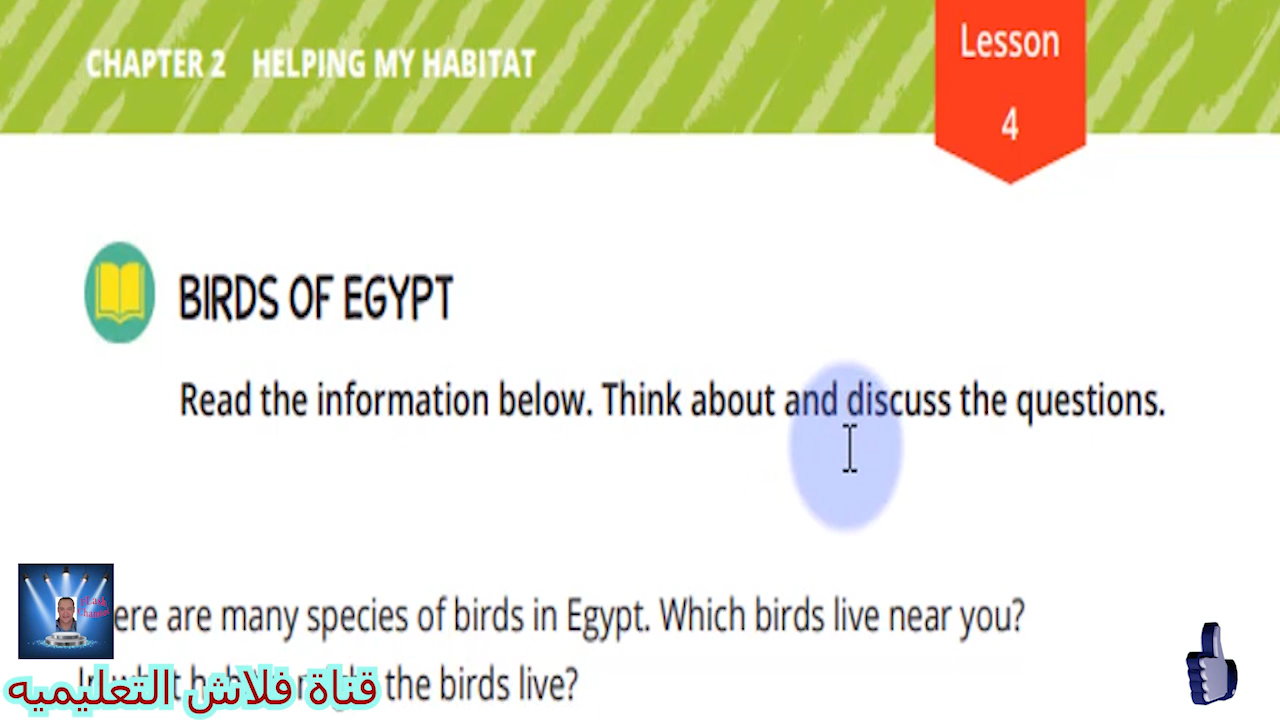 CHAPTER 2 HELPING MY HABITAT
Lesson
4
BIRDS OF EGYPT
Read the information below. Think about and discuss the questions.
ere are many species of birds in Egypt. Which birds live near you?
the birds live?
قناة فلاش التعليميه